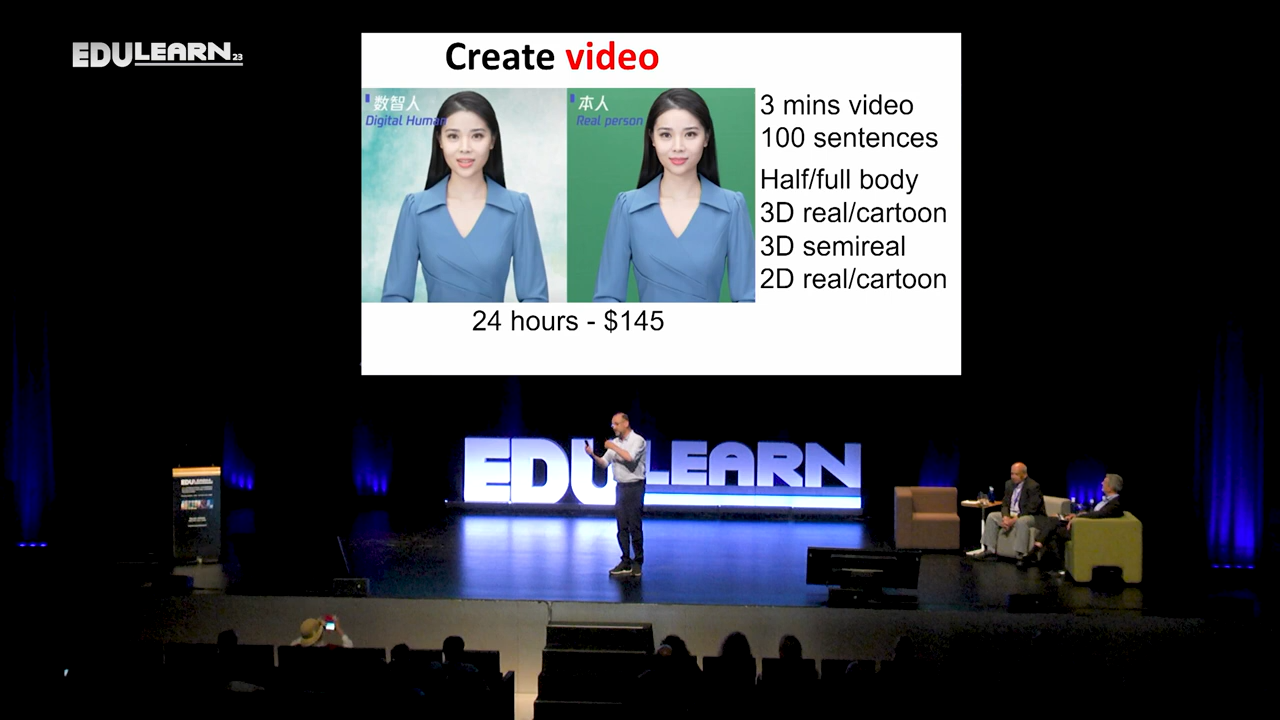 EDULEARN23
Create video
数智人
Digital Human
本人
Real person
3 mins video
100 sentences
Half/full body
3D real/cartoon
3D semireal
2D real/cartoon
24 hours - $145
EDULEARN